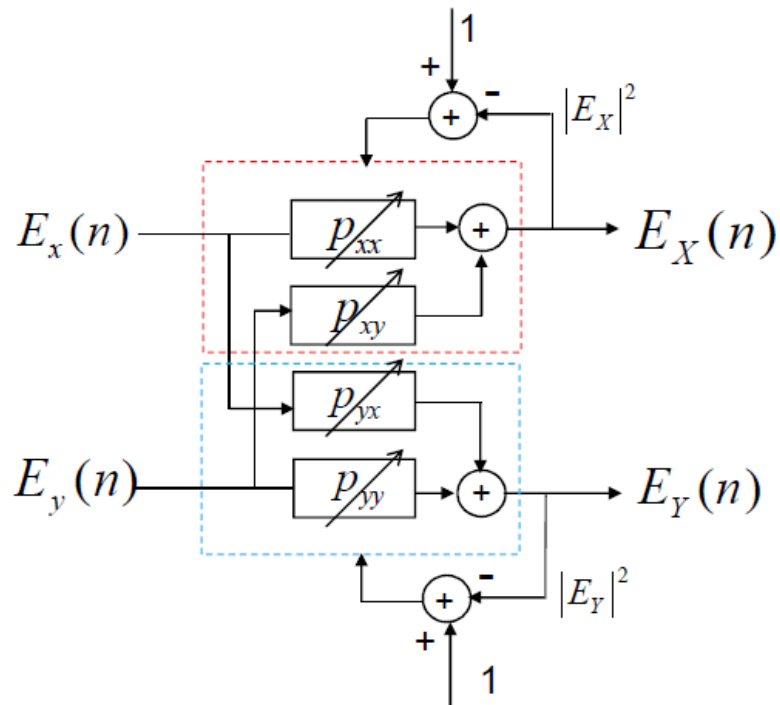 1
+
-
+
|E_X|^2
E_x(n)
p_xx
+
E_X(n)
p_xy
p_yx
E_y(n)
p_yy
+
E_Y(n)
-
+
|E_Y|^2
+
1